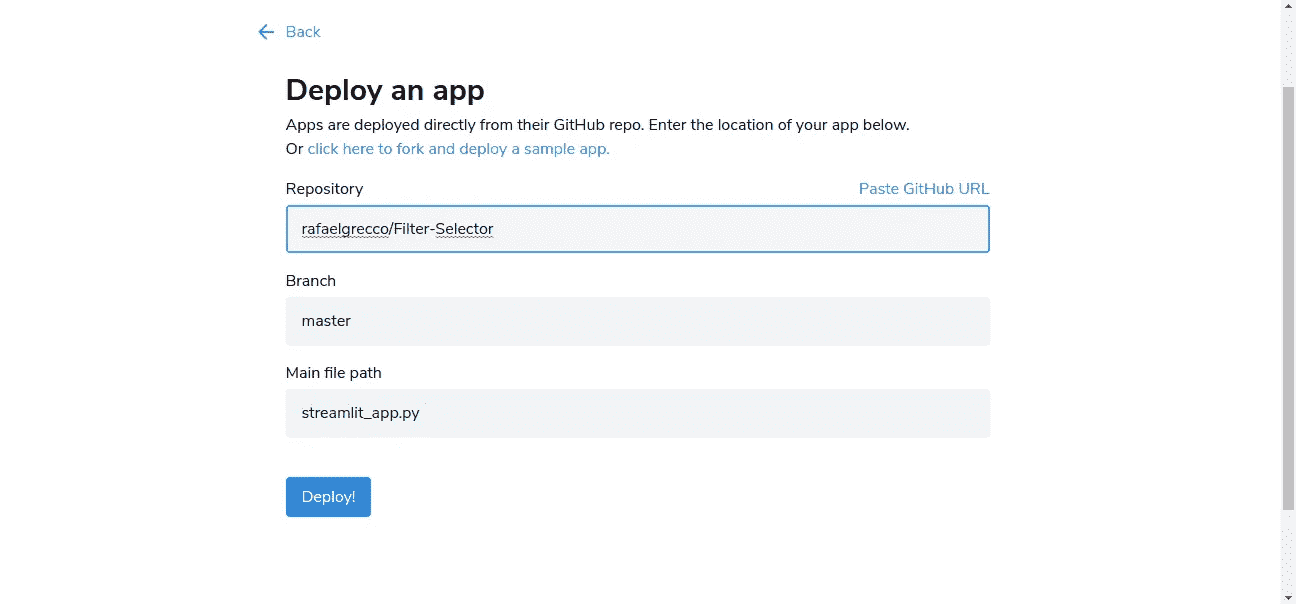 Back
Deploy an app
Apps are deployed directly from their GitHub repo. Enter the location of your app below.
Or click here to fork and deploy a sample app.
Repository Paste GitHub URL
rafaelgrecco/Filter-Selector
Branch
master
Main file path
streamlit_app.py
Deploy!